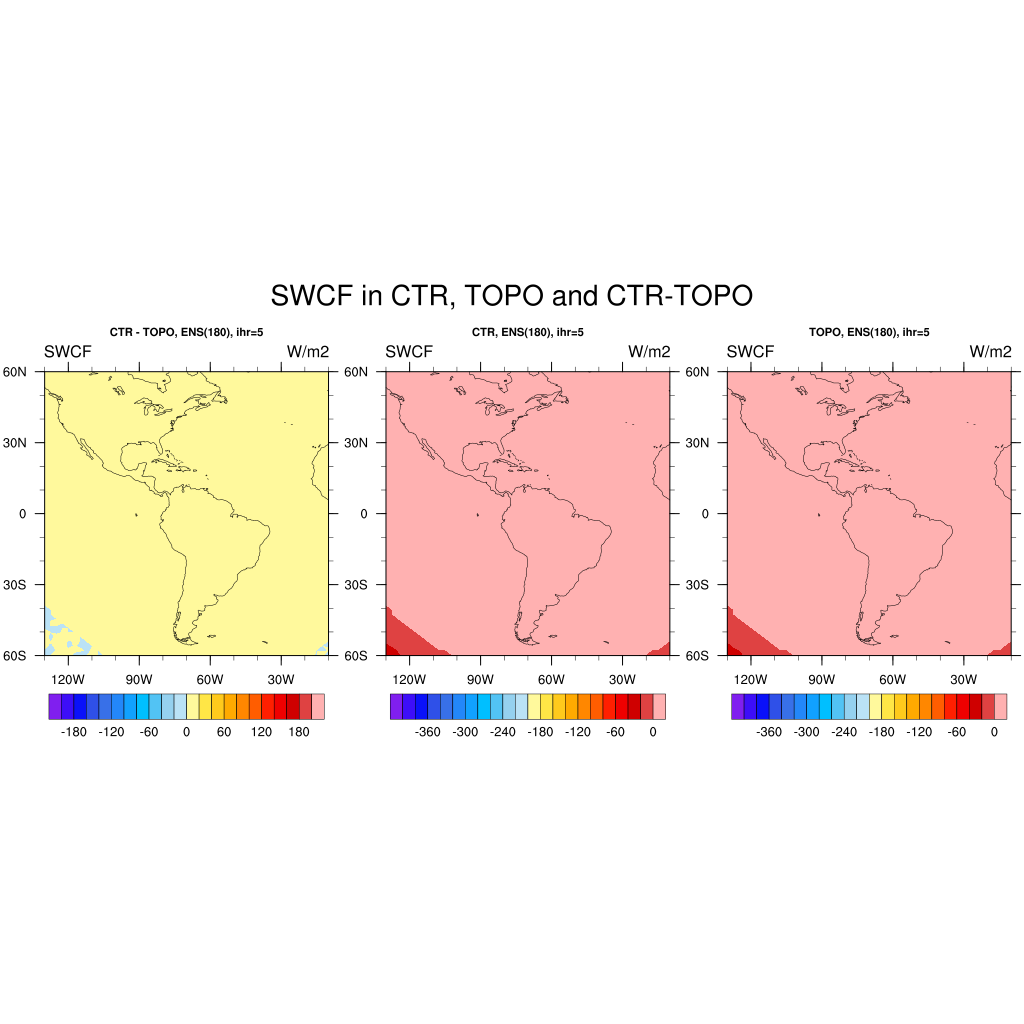 SWCF in CTR, TOPO and CTR-TOPO
CTR - TOPO, ENS(180), ihr=5
SWCF W/m2
60N
30N
0
30S
60S
120W 90W 60W 30W
-180 -120 -60 0 60 120 180
CTR, ENS(180), ihr=5
SWCF W/m2
60N
30N
0
30S
60S
120W 90W 60W 30W
-360 -300 -240 -180 -120 -60 0
TOPO, ENS(180), ihr=5
SWCF W/m2
60N
30N
0
30S
60S
120W 90W 60W 30W
-360 -300 -240 -180 -120 -60 0